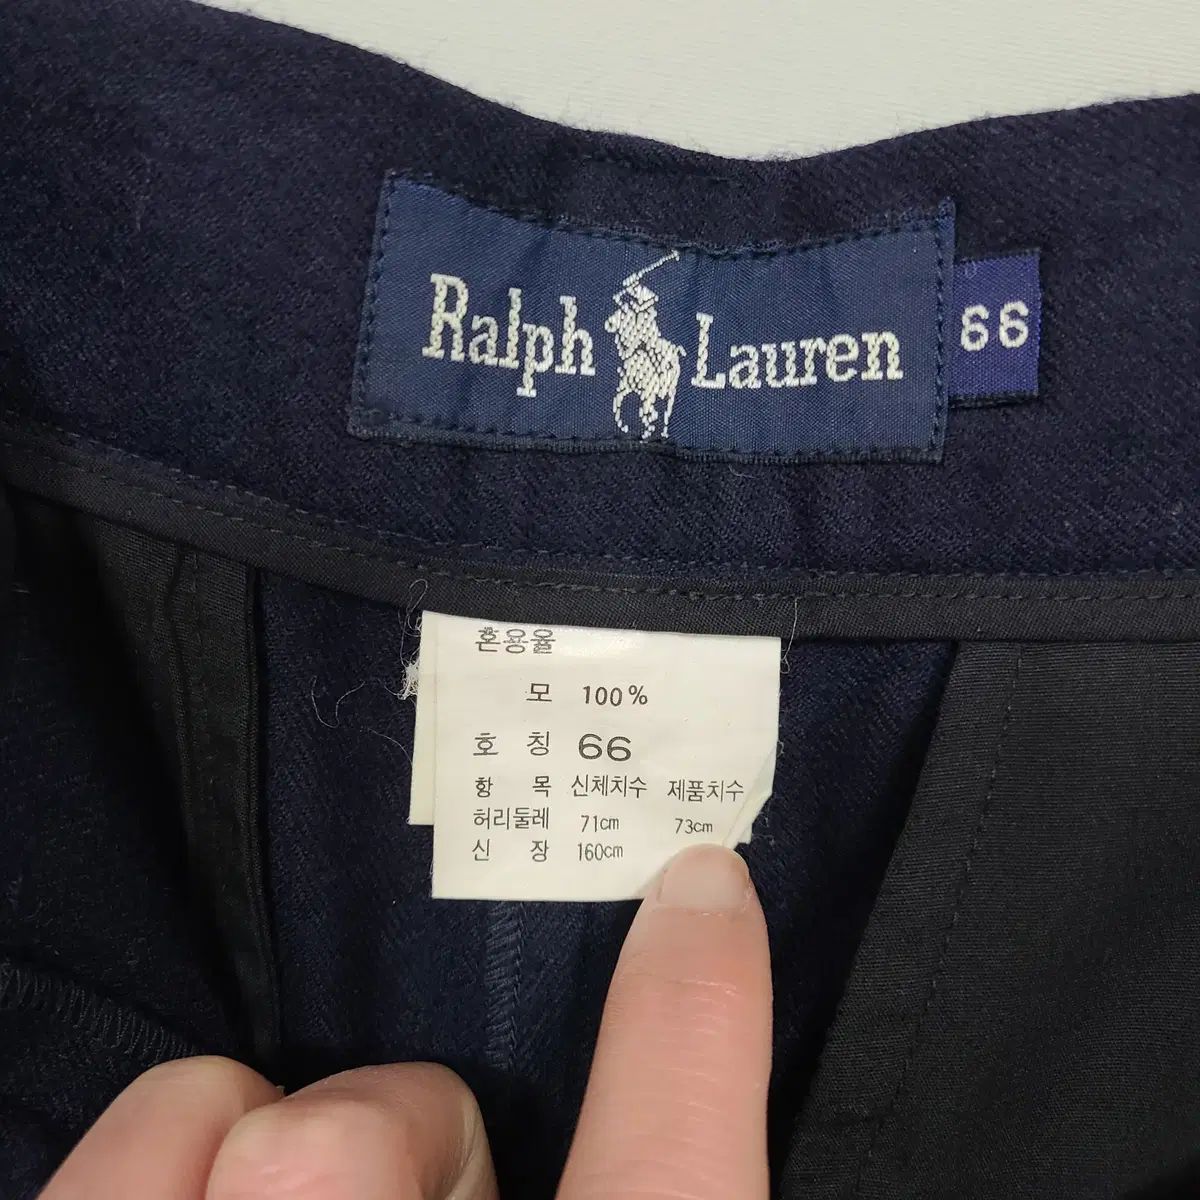 Ralph Lauren
66
혼용율
모 100%
호 칭 66
항 목 신체치수 제품치수
허리둘레 71cm 73cm
신 장 160cm